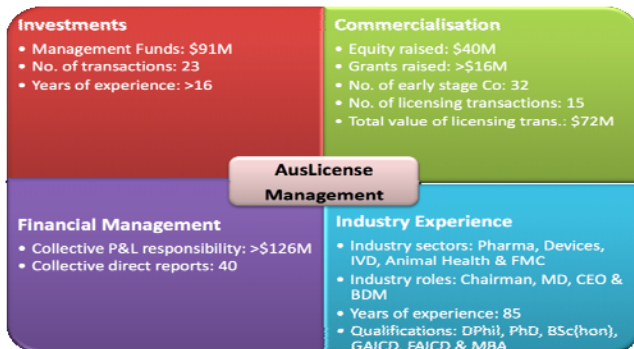 Investments
• Management Funds: $91M
• No. of transactions: 23
• Years of experience: >16
Commercialisation
• Equity raised: $40M
• Grants raised: >$16M
• No. of early stage Co: 32
• No. of licensing transactions: 15
• Total value of licensing trans.: $72M
AusLicense
Management
Financial Management
• Collective P&L responsibility: >$126M
• Collective direct reports: 40
Industry Experience
• Industry sectors: Pharma, Devices,
IVD, Animal Health & FMC
• Industry roles: Chairman, MD, CEO &
BDM
• Years of experience: 85
• Qualifications: DPhil, PhD, BSc(hon),
GAICD, FAICD & MBA